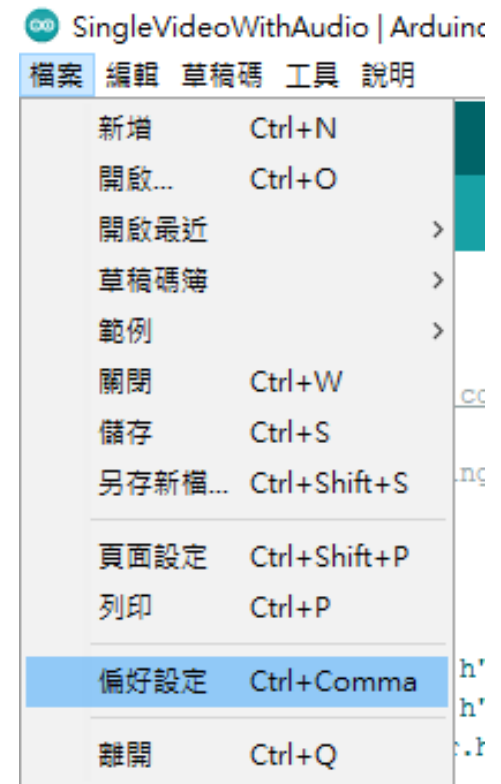 SingleVideoWithAudio | Arduino
檔案 編輯 草稿碼 工具 說明
新增 Ctrl+N
開啟... Ctrl+O
開啟最近 >
草稿碼簿 >
範例 >
關閉 Ctrl+W
儲存 Ctrl+S
另存新檔... Ctrl+Shift+S
頁面設定 Ctrl+Shift+P
列印 Ctrl+P
偏好設定 Ctrl+Comma
h"
h"
離開 Ctrl+Q